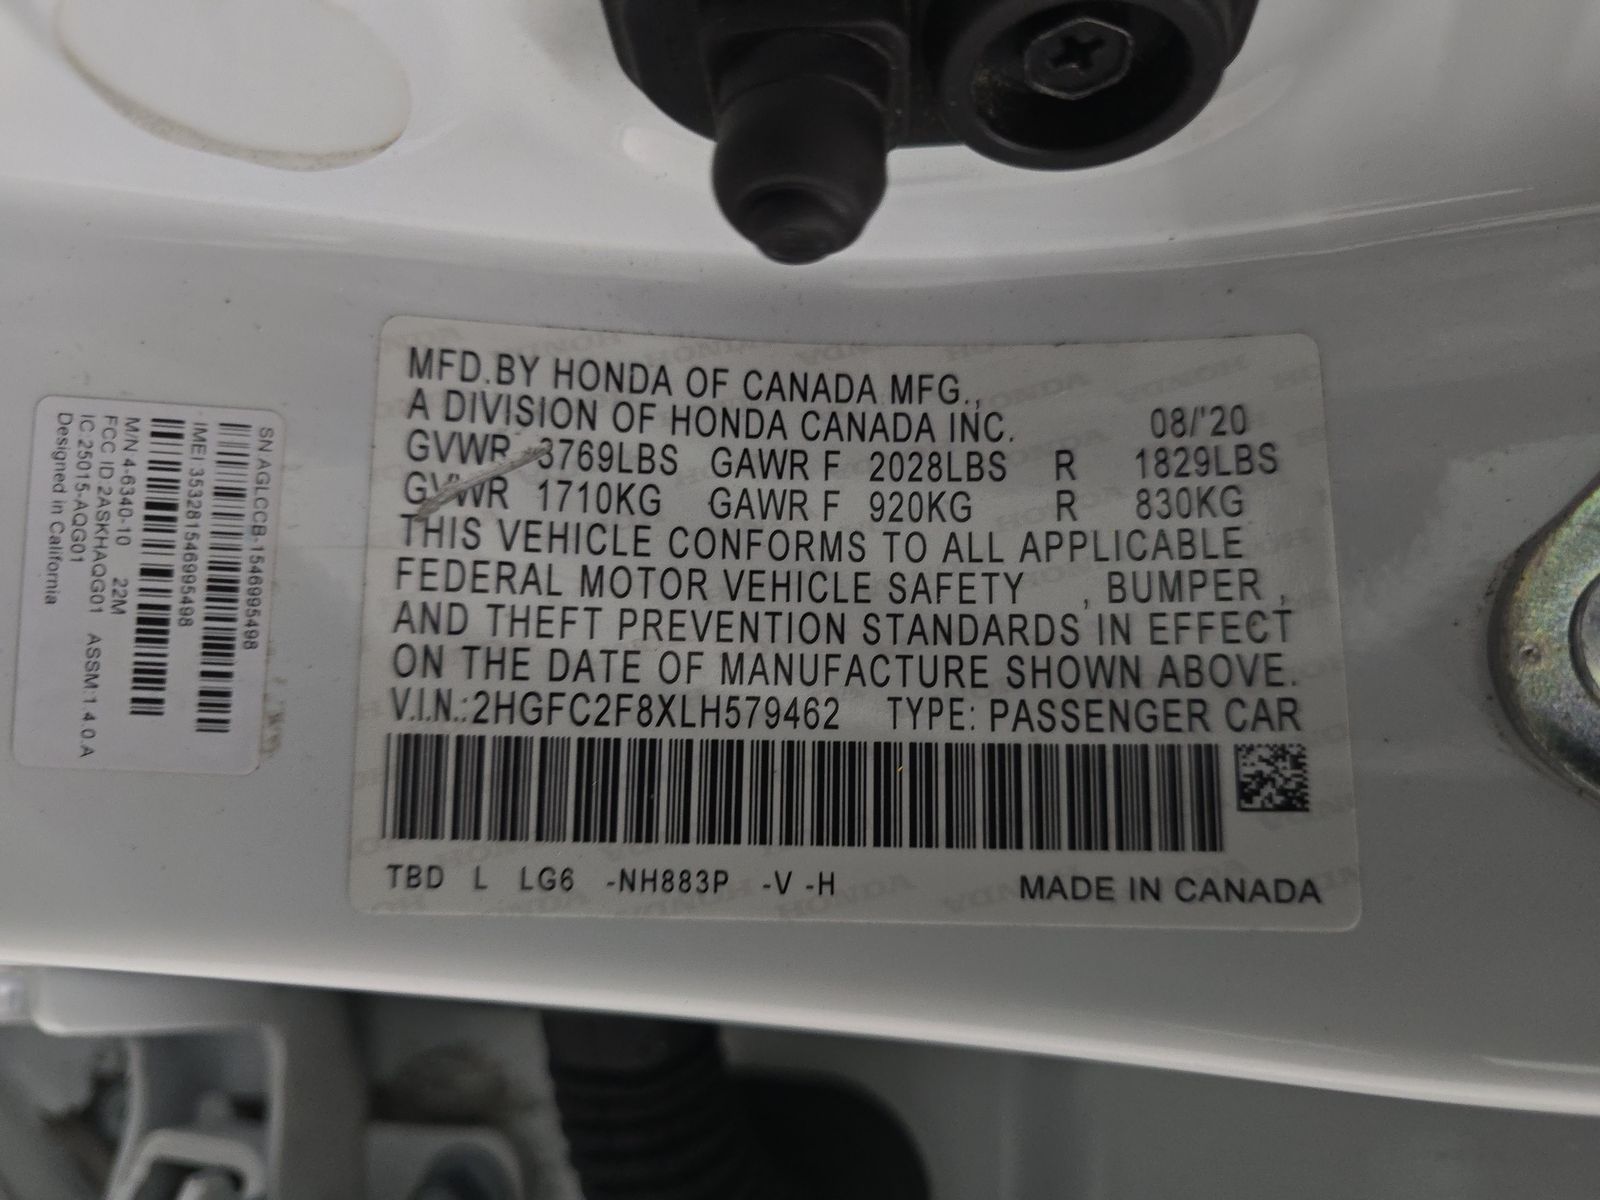 MFD.BY HONDA OF CANADA MFG.,
A DIVISION OF HONDA CANADA INC. 08/'20
GVWR 3769LBS GAWR F 2028LBS R 1829LBS
GVWR 1710KG GAWR F 920KG R 830KG
THIS VEHICLE CONFORMS TO ALL APPLICABLE
FEDERAL MOTOR VEHICLE SAFETY , BUMPER ,
AND THEFT PREVENTION STANDARDS IN EFFECT
ON THE DATE OF MANUFACTURE SHOWN ABOVE.
V.I.N.: 2HGFC2F8XLH579462 TYPE: PASSENGER CAR
TBD L LG6 -NH883P -V -H MADE IN CANADA
SN AGLCCB-1546995498
IMEI 353281546995498
M/N 4-6340-10 22M
FCC ID 2ASKHAQGG01 ASSM:1.4.0.A
IC 25015-AQG01
Designed in California